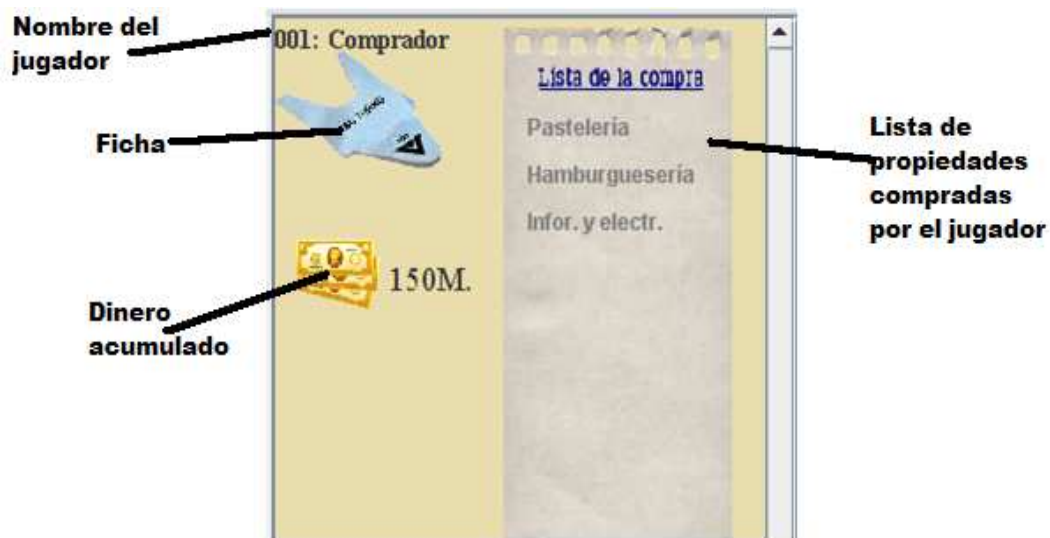 Nombre del
jugador
001: Comprador
Lista de la compra
Ficha
Pastelería
Hamburguesería
Infor. y electr.
Lista de
propiedades
compradas
por el jugador
150M.
Dinero
acumulado